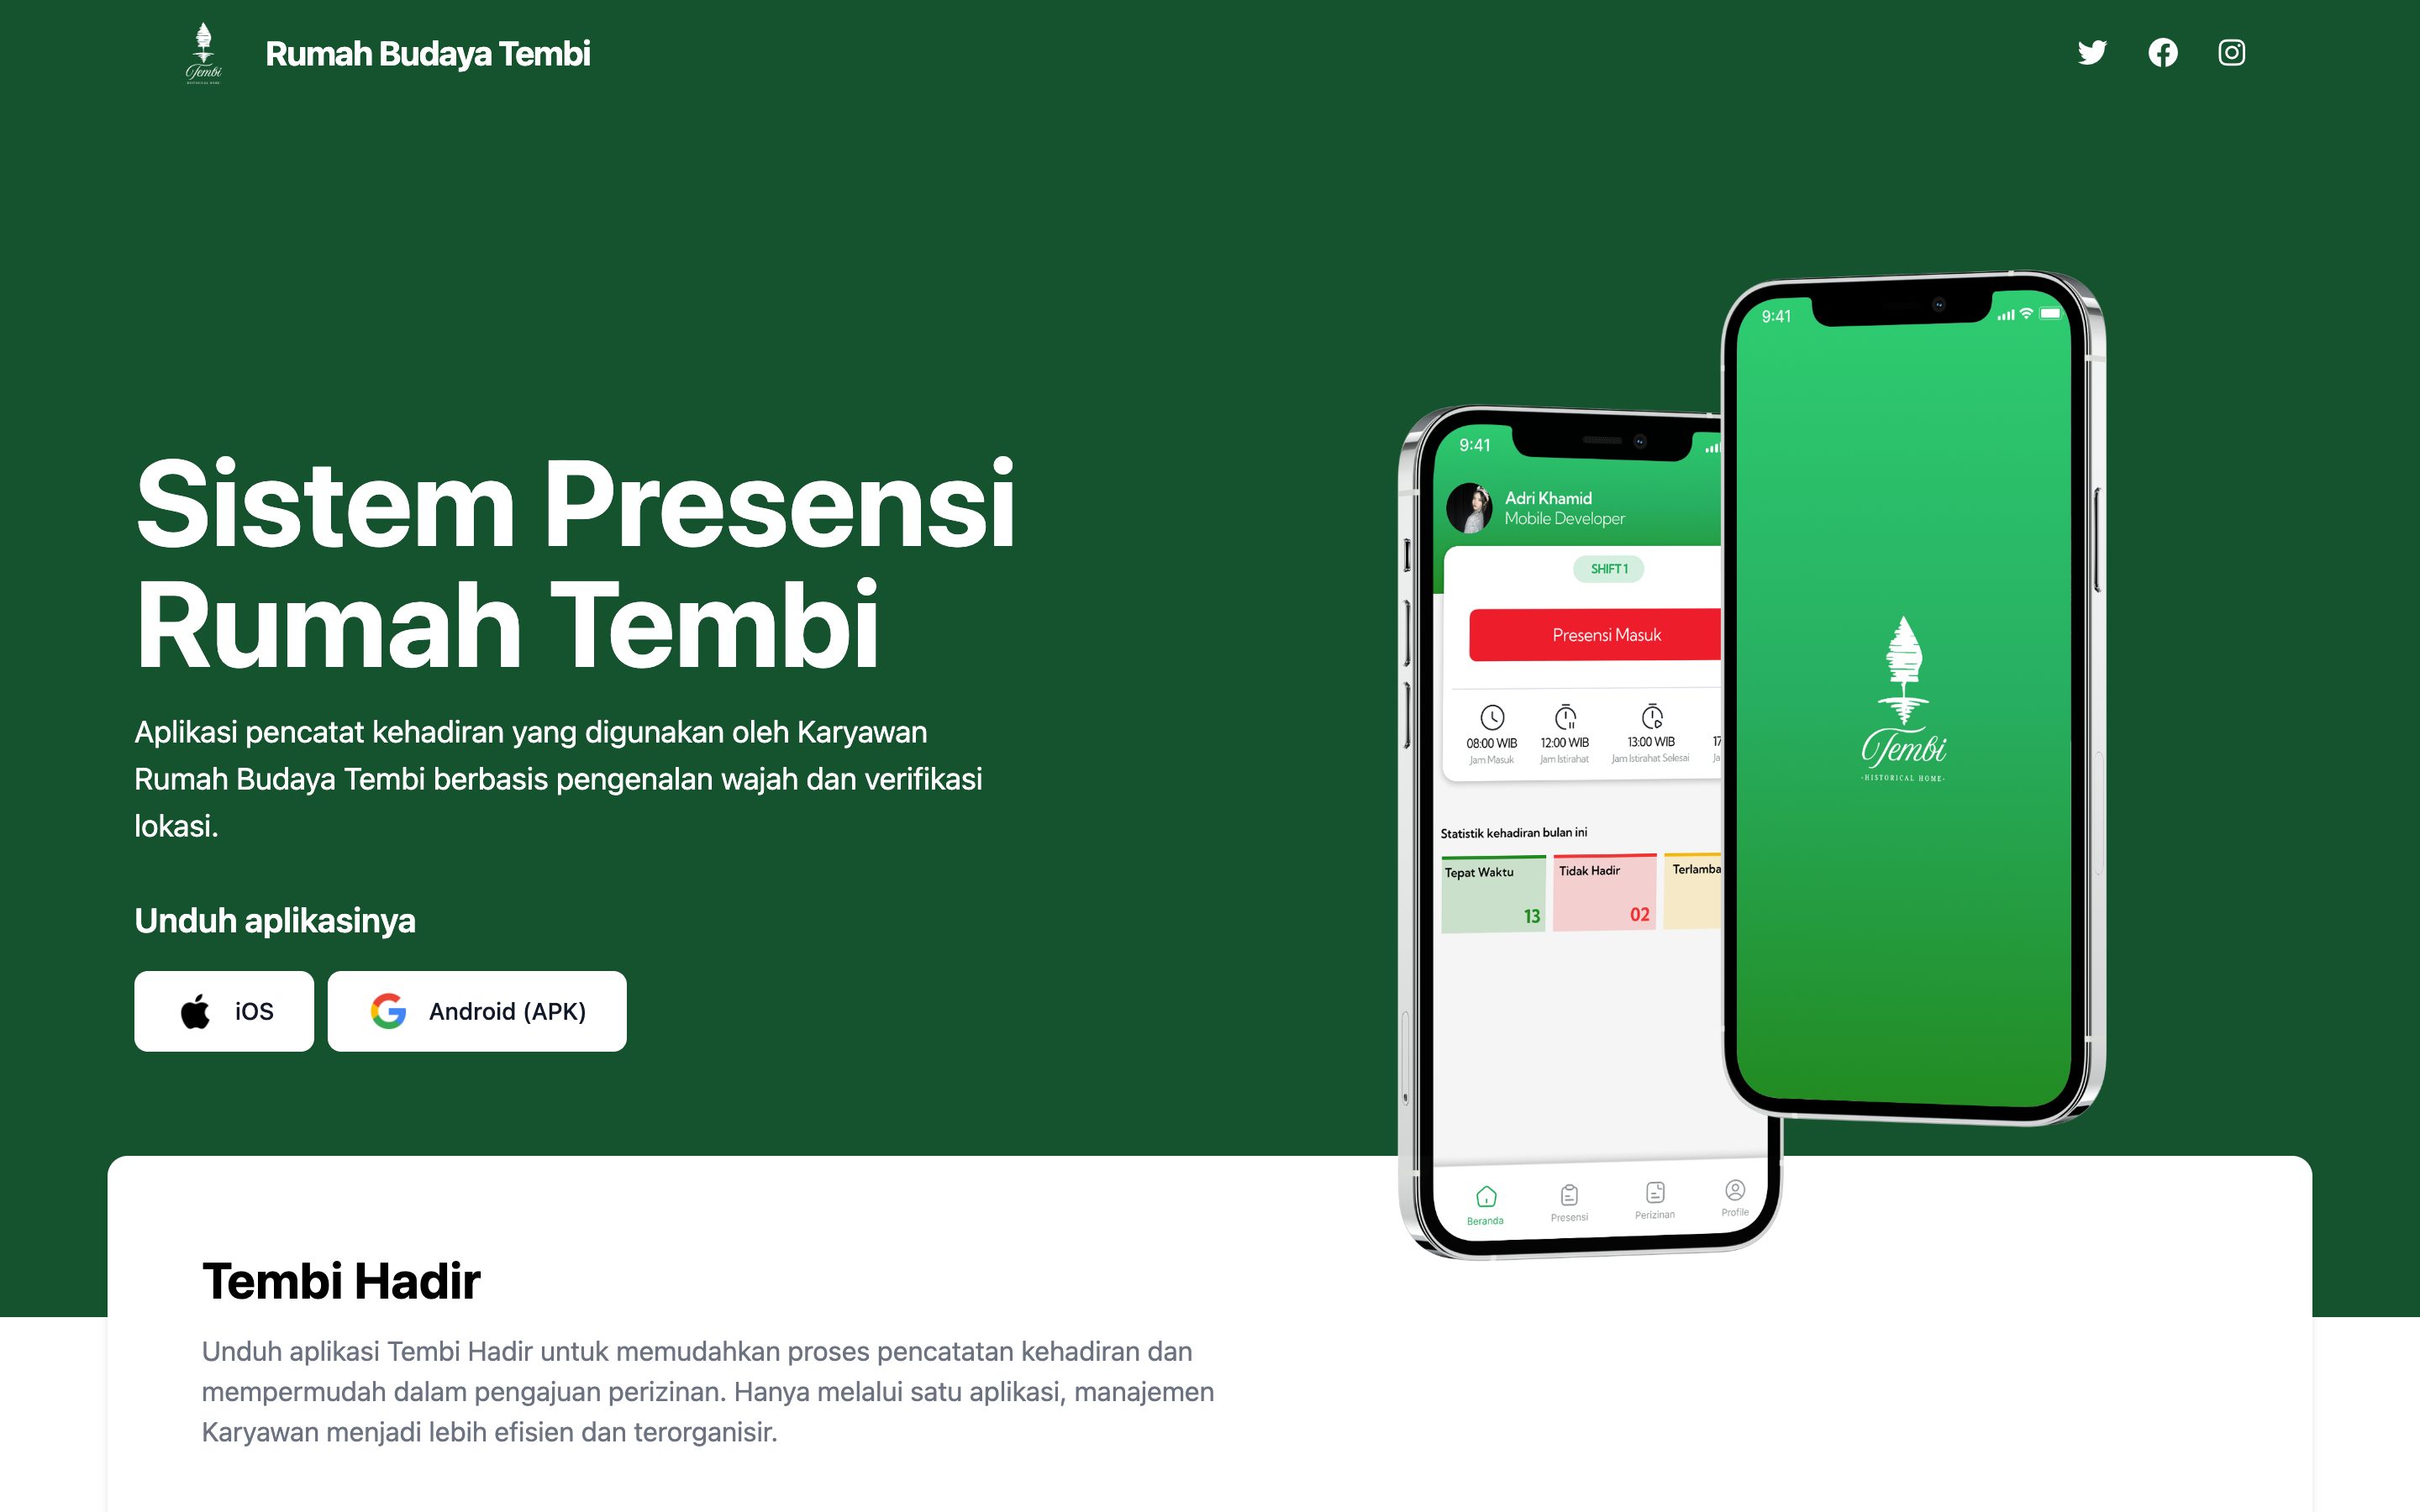 Tembi
Rumah Budaya Tembi
Sistem Presensi
Rumah Tembi
Aplikasi pencatat kehadiran yang digunakan oleh Karyawan
Rumah Budaya Tembi berbasis pengenalan wajah dan verifikasi
lokasi.
Unduh aplikasinya
iOS
Android (APK)
9:41
Adri Khamid
Mobile Developer
SHIFT 1
Presensi Masuk
08:00 WIB 12:00 WIB 13:00 WIB 17
Jam Masuk Jam Istirahat Jam Istirahat Selesai Ja
Statistik kehadiran bulan ini
Tepat Waktu Tidak Hadir Terlamba
13 02
Beranda Presensi Perizinan Profile
9:41
Tembi
-HISTORICAL HOME-
Tembi Hadir
Unduh aplikasi Tembi Hadir untuk memudahkan proses pencatatan kehadiran dan
mempermudah dalam pengajuan perizinan. Hanya melalui satu aplikasi, manajemen
Karyawan menjadi lebih efisien dan terorganisir.